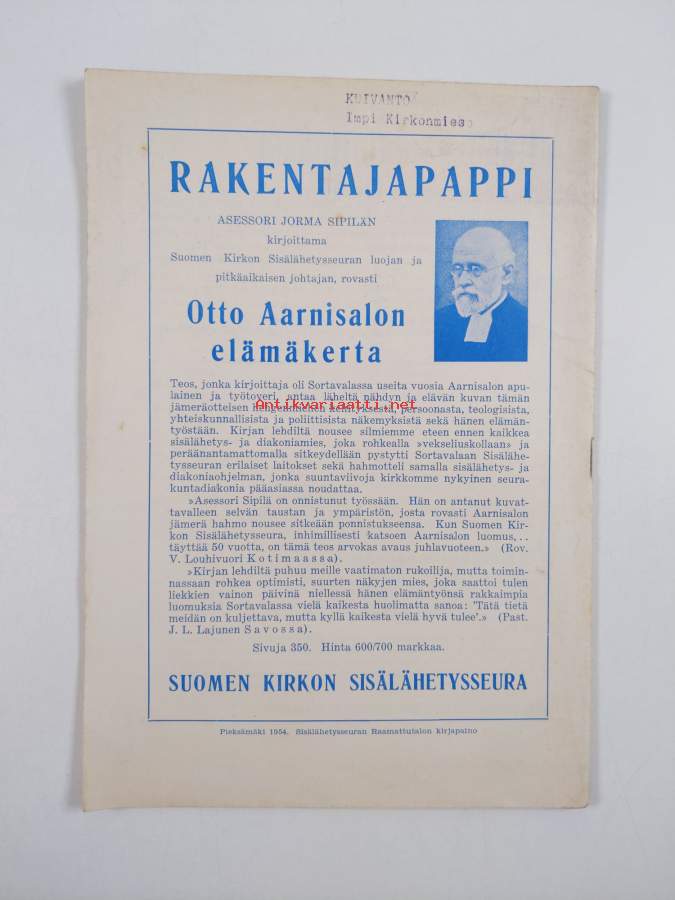 KUIVANTO
Impi Kirkonmies
RAKENTAJAPAPPI
ASESSORI JORMA SIPILÄN
kirjoittama
Suomen Kirkon Sisälähetysseuran luojan ja
pitkäaikaisen johtajan, rovasti
Otto Aarnisalon
elämäkerta
Teos, jonka kirjoittaja oli Sortavalassa useita vuosia Aarnisalon apu-
lainen ja työtoveri, antaa läheltä nähdyn ja elävän kuvan tämän
Antikvariaatti.net
jämeräotteisen hengenmiehen kehityksestä, persoonasta, teologisista,
yhteiskunnallisista ja poliittisista näkemyksistä sekä hänen elämän-
työstään. Kirjan lehdiltä nousee silmiemme eteen ennen kaikkea
sisälähetys- ja diakoniamies, joka rohkealla »vekseliuskollaan» ja
peräänantamattomalla sitkeydellään pystytti Sortavalaan Sisälähe-
tysseuran erilaiset laitokset sekä hahmotteli samalla sisälähetys- ja
diakoniaohjelman, jonka suuntaviivoja kirkkomme nykyinen seura-
kuntadiakonia pääasiassa noudattaa.
»Asessori Sipilä on onnistunut työssään. Hän on antanut kuvat-
tavalleen selvän taustan ja ympäristön, josta rovasti Aarnisalon
jämerä hahmo nousee sitkeään ponnistukseensa. Kun Suomen Kir-
kon Sisälähetysseura, inhimillisesti katsoen Aarnisalon luomus,..
täyttää 50 vuotta, on tämä teos arvokas avaus juhlavuoteen.» (Rov.
V. Louhivuori Kotimaassa).
»Kirjan lehdiltä puhuu meille vaatimaton rukoilija, mutta toimin-
nassaan rohkea optimisti, suurten näkyjen mies, joka saattoi tulen
liekkien vainon päivinä niellessä hänen elämäntyönsä rakkaimpia
luomuksia Sortavalassa vielä kaikesta huolimatta sanoa: 'Tätä tietä
meidän on kuljettava, mutta kyllä kaikesta vielä hyvä tulee'.» (Past.
J. L. Lajunen Savossa).
Sivuja 350. Hinta 600/700 markkaa.
SUOMEN KIRKON SISÄLÄHETYSSEURA
Pieksämäki 1954. Sisälähetysseuran Raamattutalon kirjapaino